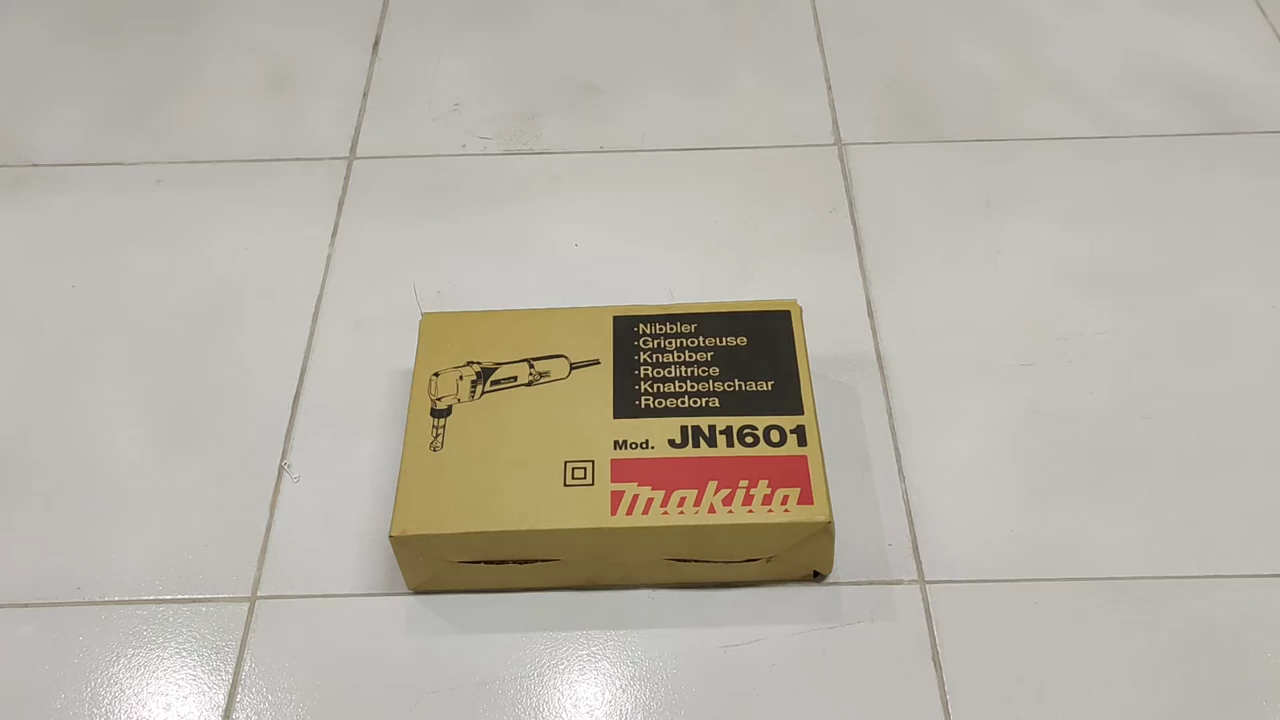 ·Nibbler
·Grignoteuse
·Knabber
·Roditrice
·Knabbelschaar
·Roedora
Mod. JN1601
makita